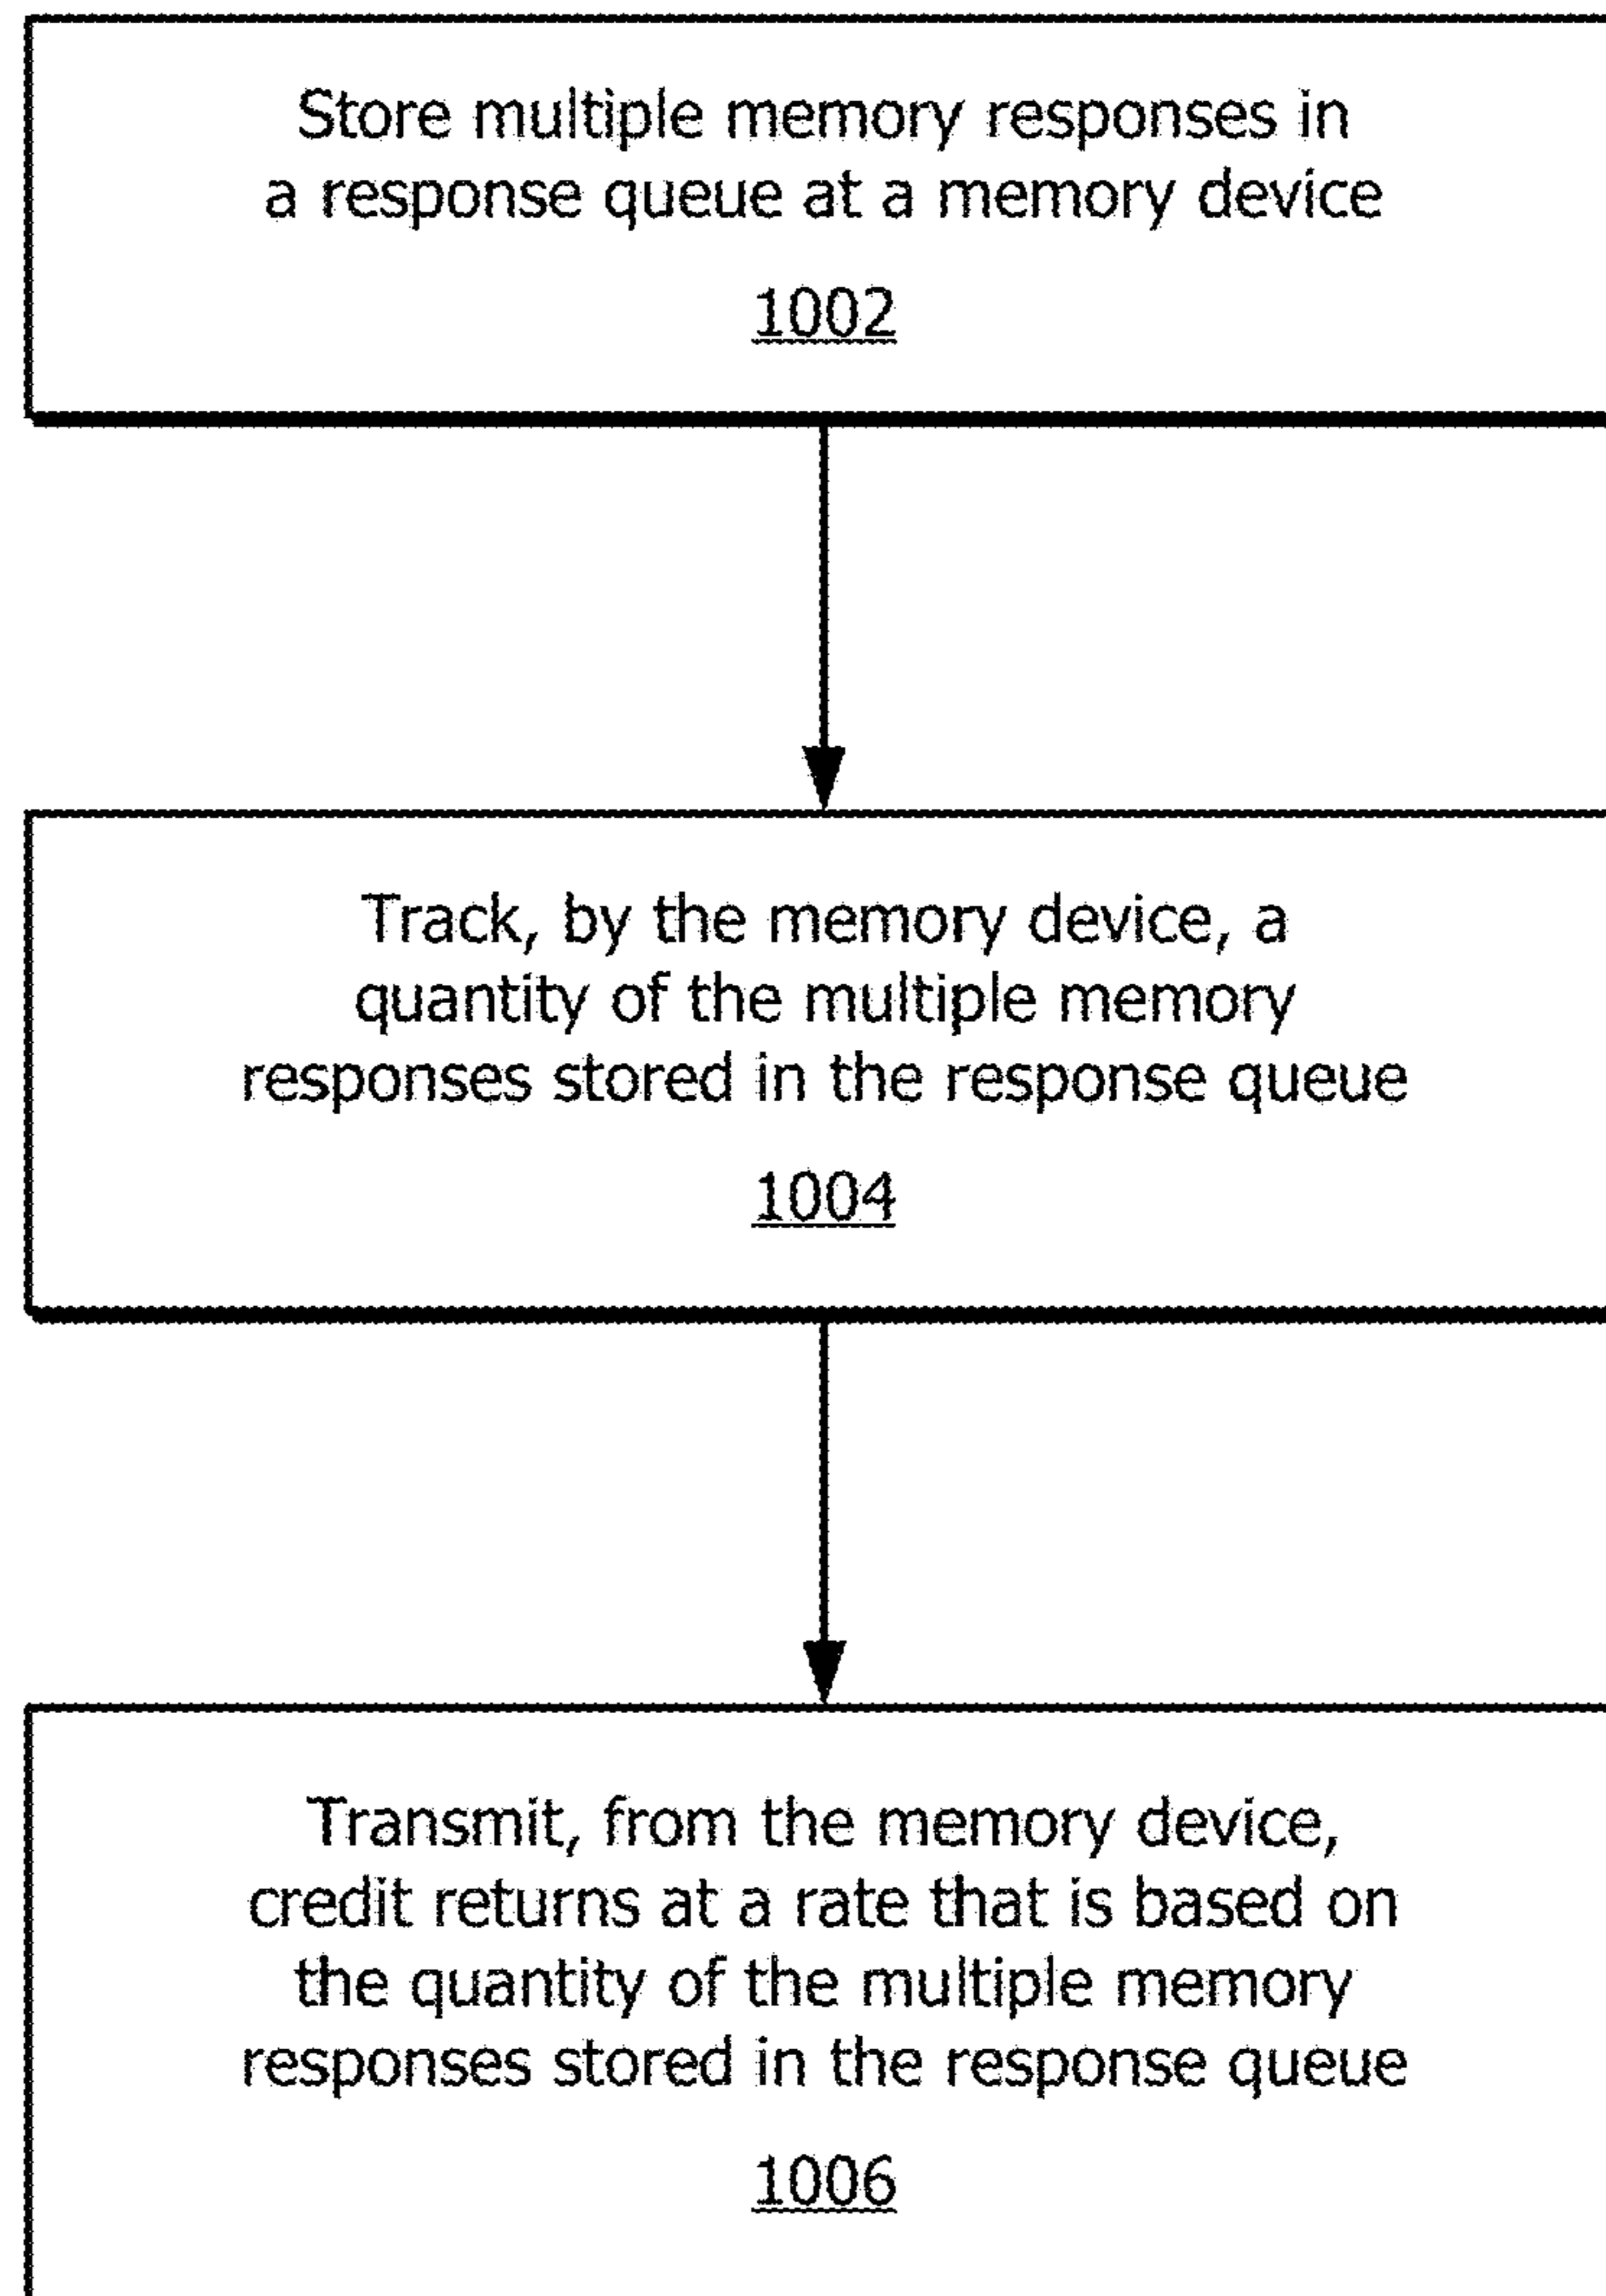 Store multiple memory responses in
a response queue at a memory device
1002
Track, by the memory device, a
quantity of the multiple memory
responses stored in the response queue
1004
Transmit, from the memory device,
credit returns at a rate that is based on
the quantity of the multiple memory
responses stored in the response queue
1006